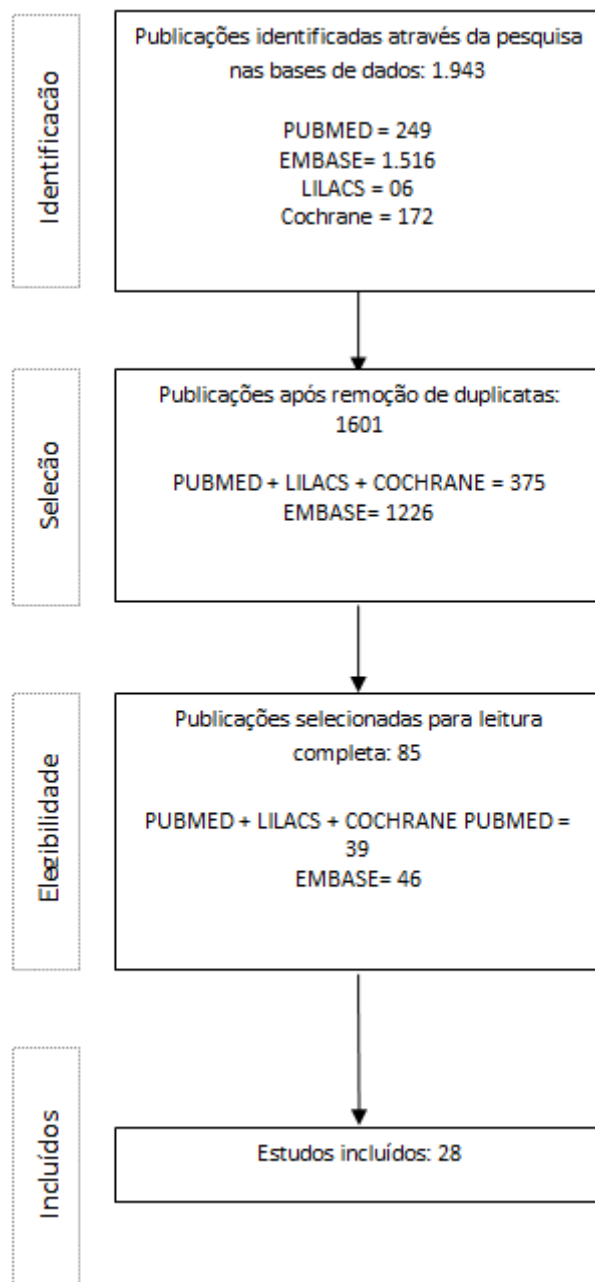 Identificação
Publicações identificadas através da pesquisa
nas bases de dados: 1.943
PUBMED = 249
EMBASE= 1.516
LILACS = 06
Cochrane = 172
Seleção
Publicações após remoção de duplicatas:
1601
PUBMED + LILACS + COCHRANE = 375
EMBASE= 1226
Elegibilidade
Publicações selecionadas para leitura
completa: 85
PUBMED + LILACS + COCHRANE PUBMED =
39
EMBASE= 46
Incluídos
Estudos incluídos: 28